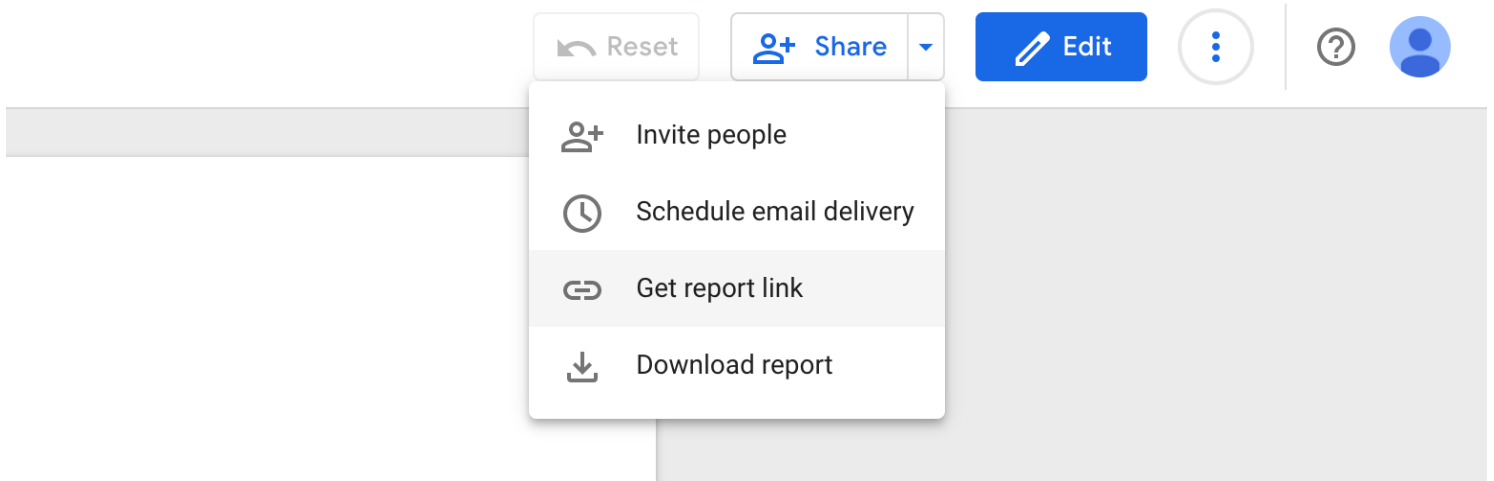 Reset
Share
Edit
Invite people
Schedule email delivery
Get report link
Download report